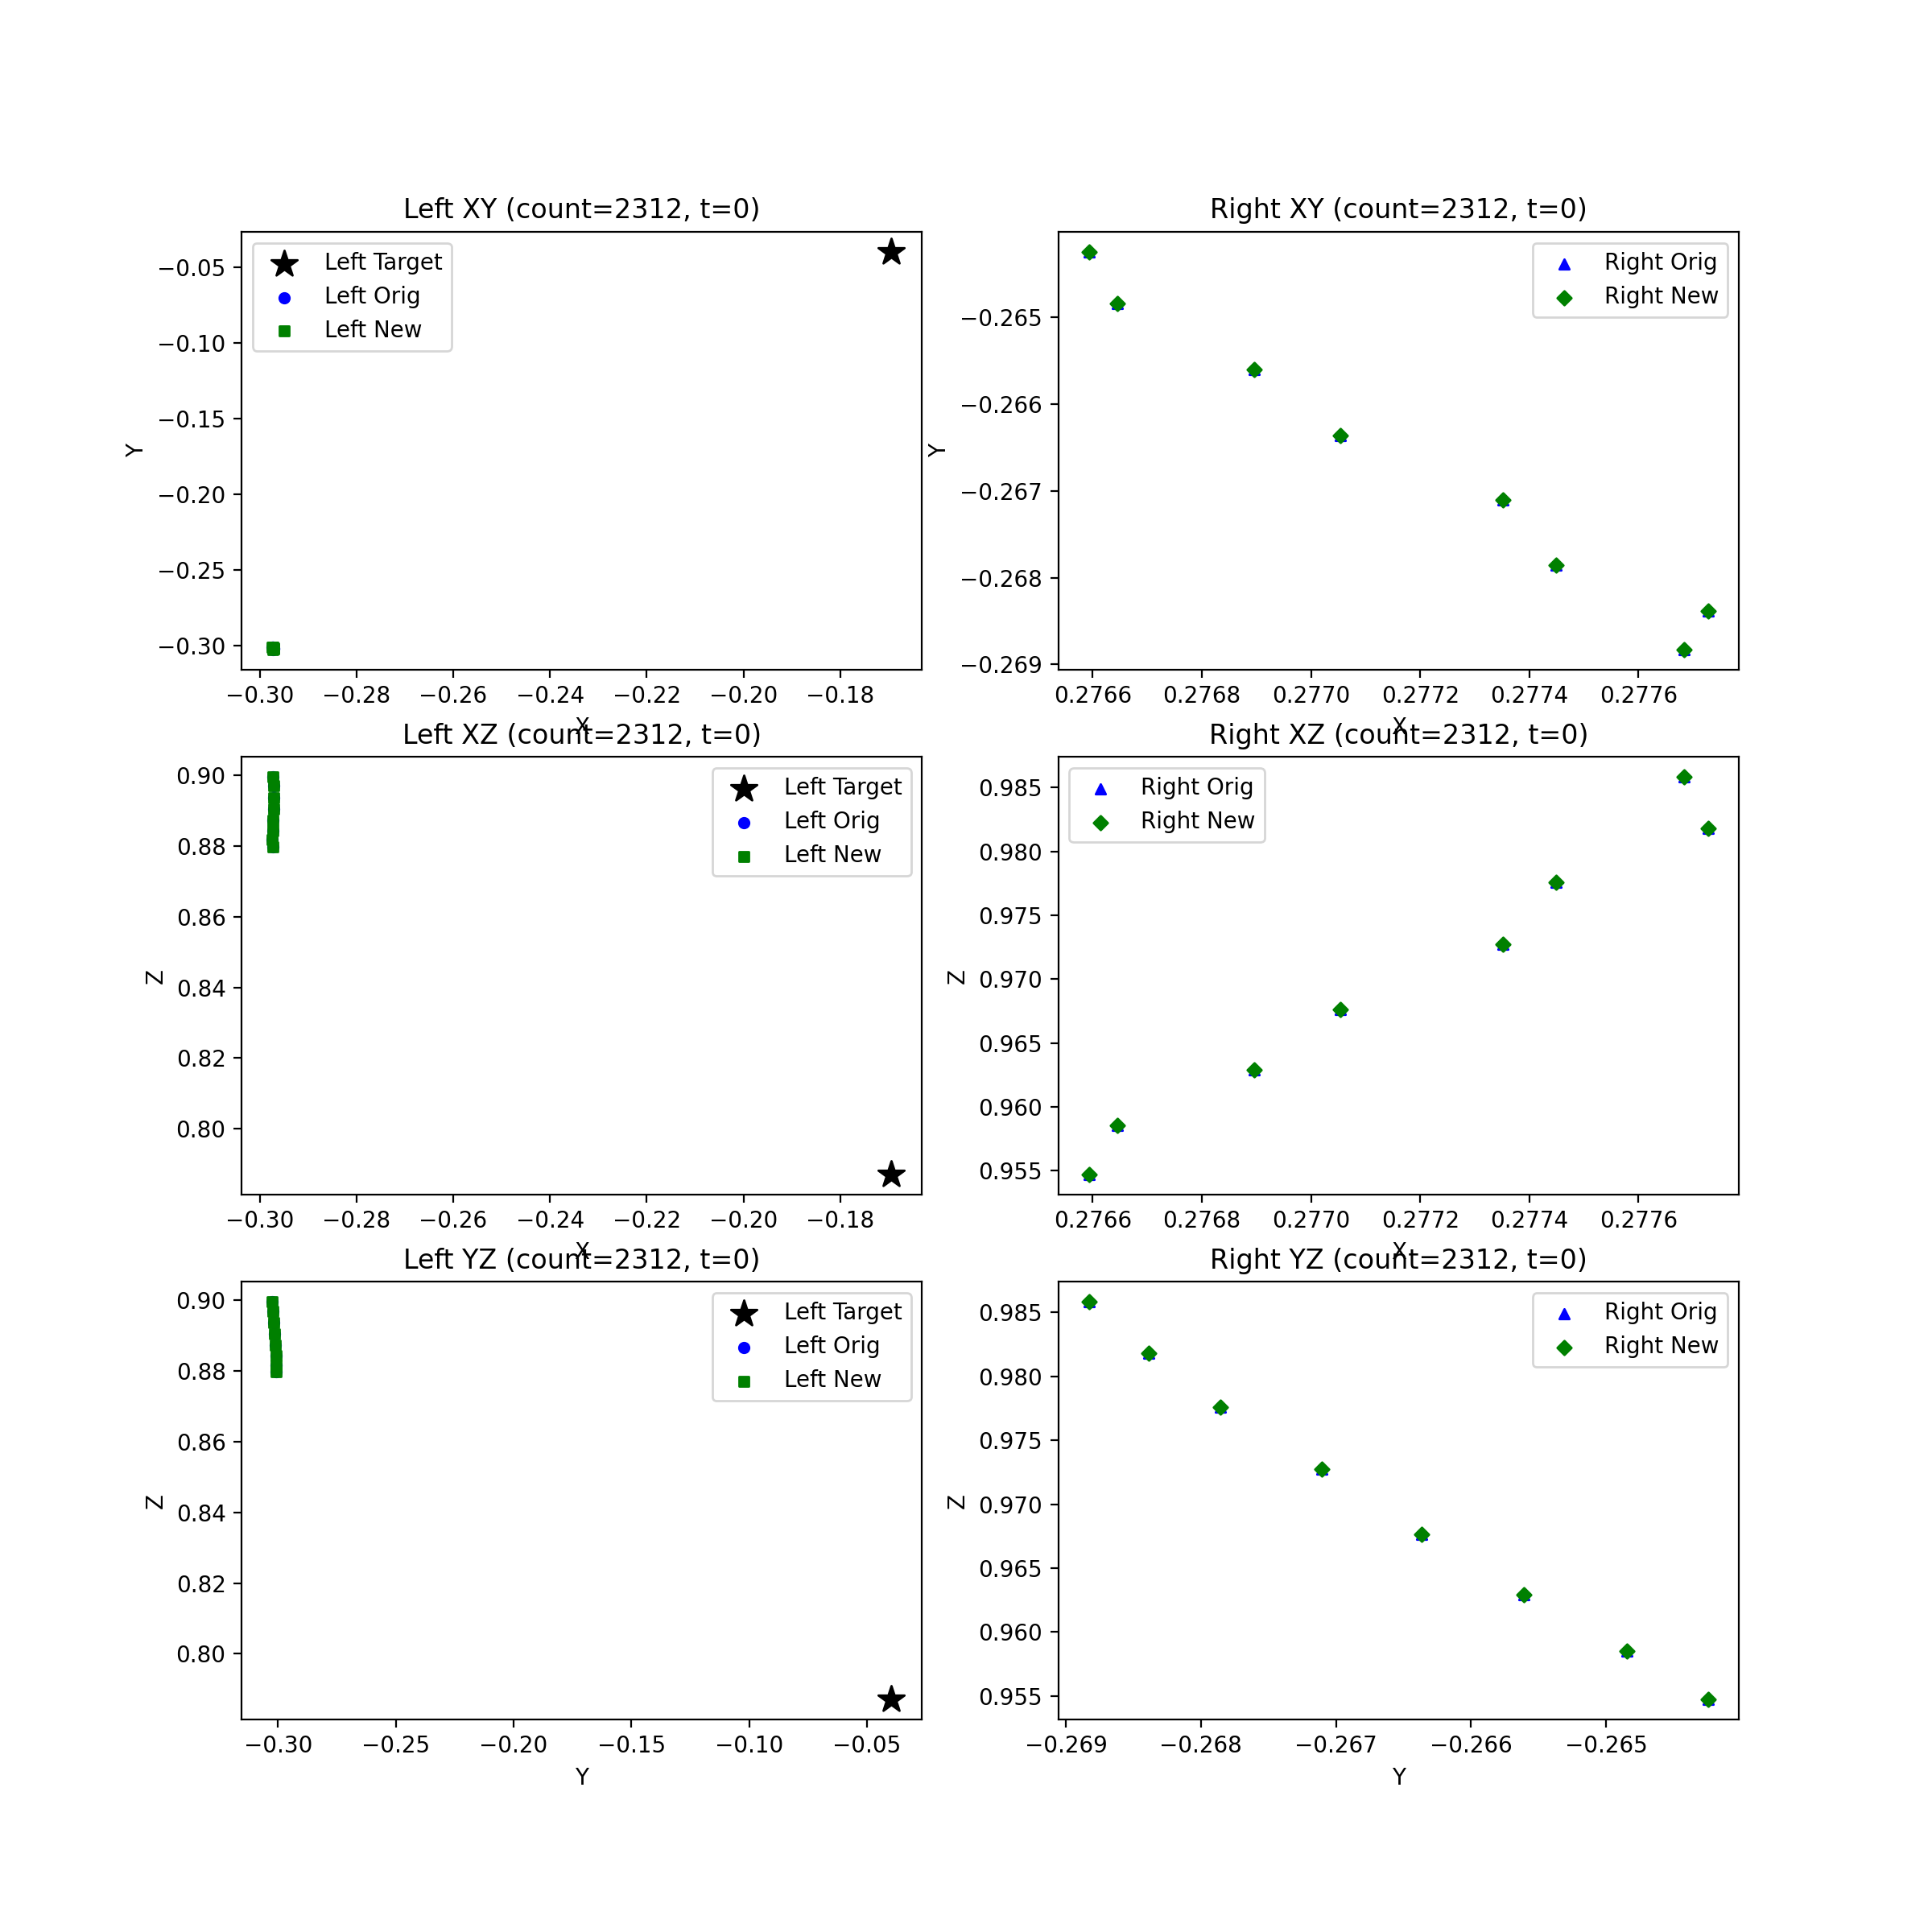 Left XY (count=2312, t=0)
Left Target
Left Orig
Left New
−0.05
−0.10
−0.15
−0.20
−0.25
−0.30
Y
−0.30 −0.28 −0.26 −0.24 −0.22 −0.20 −0.18
X
Right XY (count=2312, t=0)
Right Orig
Right New
−0.265
−0.266
−0.267
−0.268
−0.269
Y
0.2766 0.2768 0.2770 0.2772 0.2774 0.2776
X
Left XZ (count=2312, t=0)
Left Target
Left Orig
Left New
0.90
0.88
0.86
0.84
0.82
0.80
Z
−0.30 −0.28 −0.26 −0.24 −0.22 −0.20 −0.18
X
Right XZ (count=2312, t=0)
Right Orig
Right New
0.985
0.980
0.975
0.970
0.965
0.960
0.955
Z
0.2766 0.2768 0.2770 0.2772 0.2774 0.2776
X
Left YZ (count=2312, t=0)
Left Target
Left Orig
Left New
0.90
0.88
0.86
0.84
0.82
0.80
Z
−0.30 −0.25 −0.20 −0.15 −0.10 −0.05
Y
Right YZ (count=2312, t=0)
Right Orig
Right New
0.985
0.980
0.975
0.970
0.965
0.960
0.955
Z
−0.269 −0.268 −0.267 −0.266 −0.265
Y